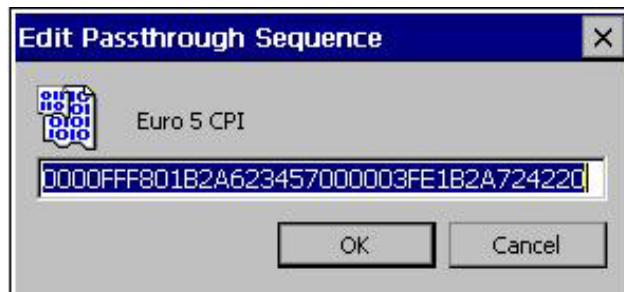 Edit Passthrough Sequence
Euro 5 CPI
0000FFF801B2A623457000003FE1B2A724220
OK
Cancel